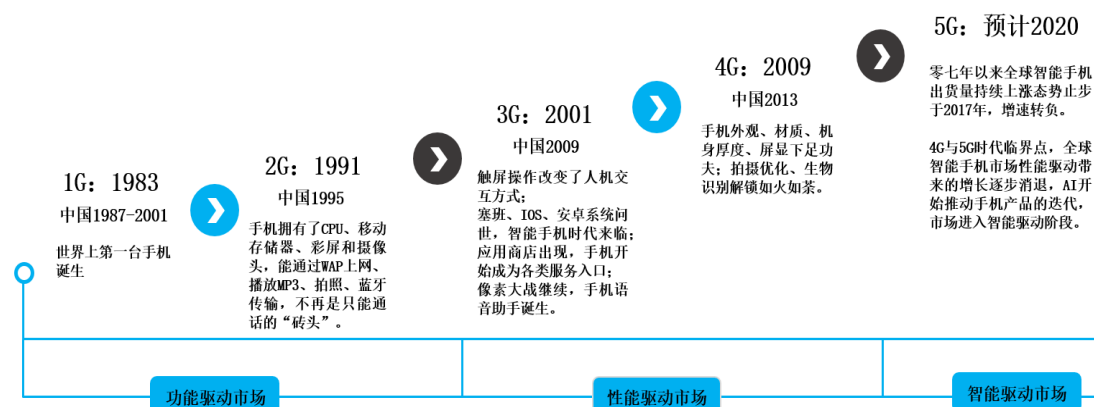 1G：1983
中国1987-2001
世界上第一台手机
诞生
2G：1991
中国1995
手机拥有了CPU、移动
存储器、彩屏和摄像
头，能通过WAP上网、
播放MP3、拍照、蓝牙
传输，不再是只能通
话的“砖头”。
3G：2001
中国2009
触屏操作改变了人机交
互方式；
塞班、IOS、安卓系统问
世，智能手机时代来临；
应用商店出现，手机开
始成为各类服务入口；
像素大战继续，手机语
音助手诞生。
4G：2009
中国2013
手机外观、材质、机
身厚度、屏显下足功
夫；拍摄优化、生物
识别解锁如火如荼。
5G：预计2020
零七年以来全球智能手机
出货量持续上涨态势止步
于2017年，增速转负。
4G与5G时代临界点，全球
智能手机市场性能驱动带
来的增长逐步消退，AI开
始推动手机产品的迭代，
市场进入智能驱动阶段。
功能驱动市场
性能驱动市场
智能驱动市场